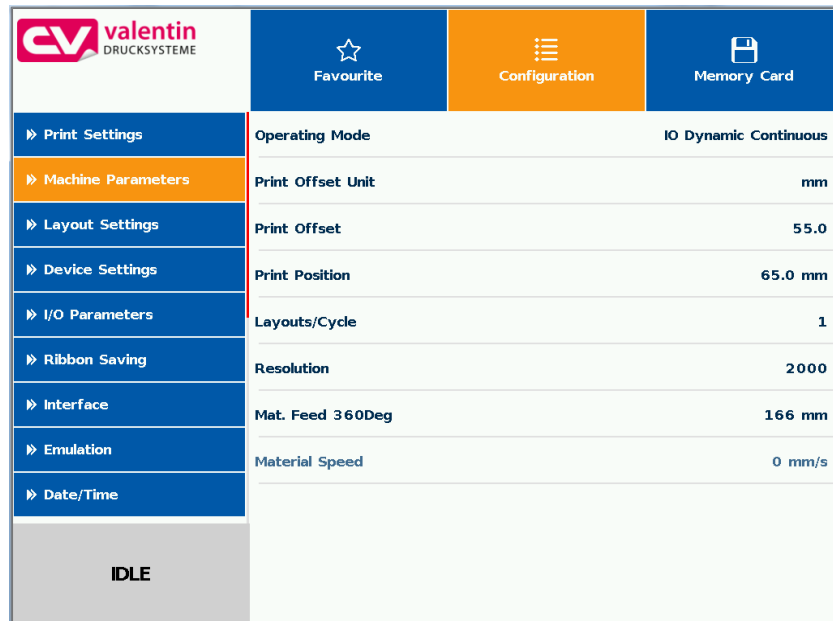 valentin
DRUCKSYSTEME
Favourite
Configuration
Memory Card
Print Settings
Machine Parameters
Layout Settings
Device Settings
I/O Parameters
Ribbon Saving
Interface
Emulation
Date/Time
IDLE
Operating Mode IO Dynamic Continuous
Print Offset Unit mm
Print Offset 55.0
Print Position 65.0 mm
Layouts/Cycle 1
Resolution 2000
Mat. Feed 360Deg 166 mm
Material Speed 0 mm/s